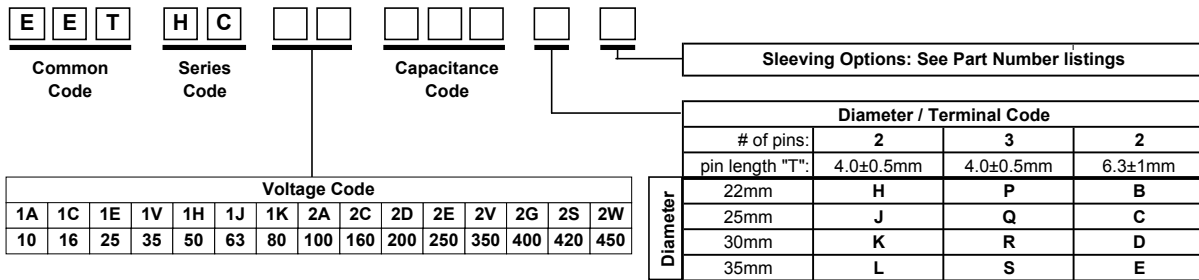 E E T H C
Common Code
Series Code
Capacitance Code
Sleeving Options: See Part Number listings
Diameter / Terminal Code
# of pins: 2 3 2
pin length "T": 4.0±0.5mm 4.0±0.5mm 6.3±1mm
Diameter
22mm H P B
25mm J Q C
30mm K R D
35mm L S E
Voltage Code
1A 1C 1E 1V 1H 1J 1K 2A 2C 2D 2E 2V 2G 2S 2W
10 16 25 35 50 63 80 100 160 200 250 350 400 420 450